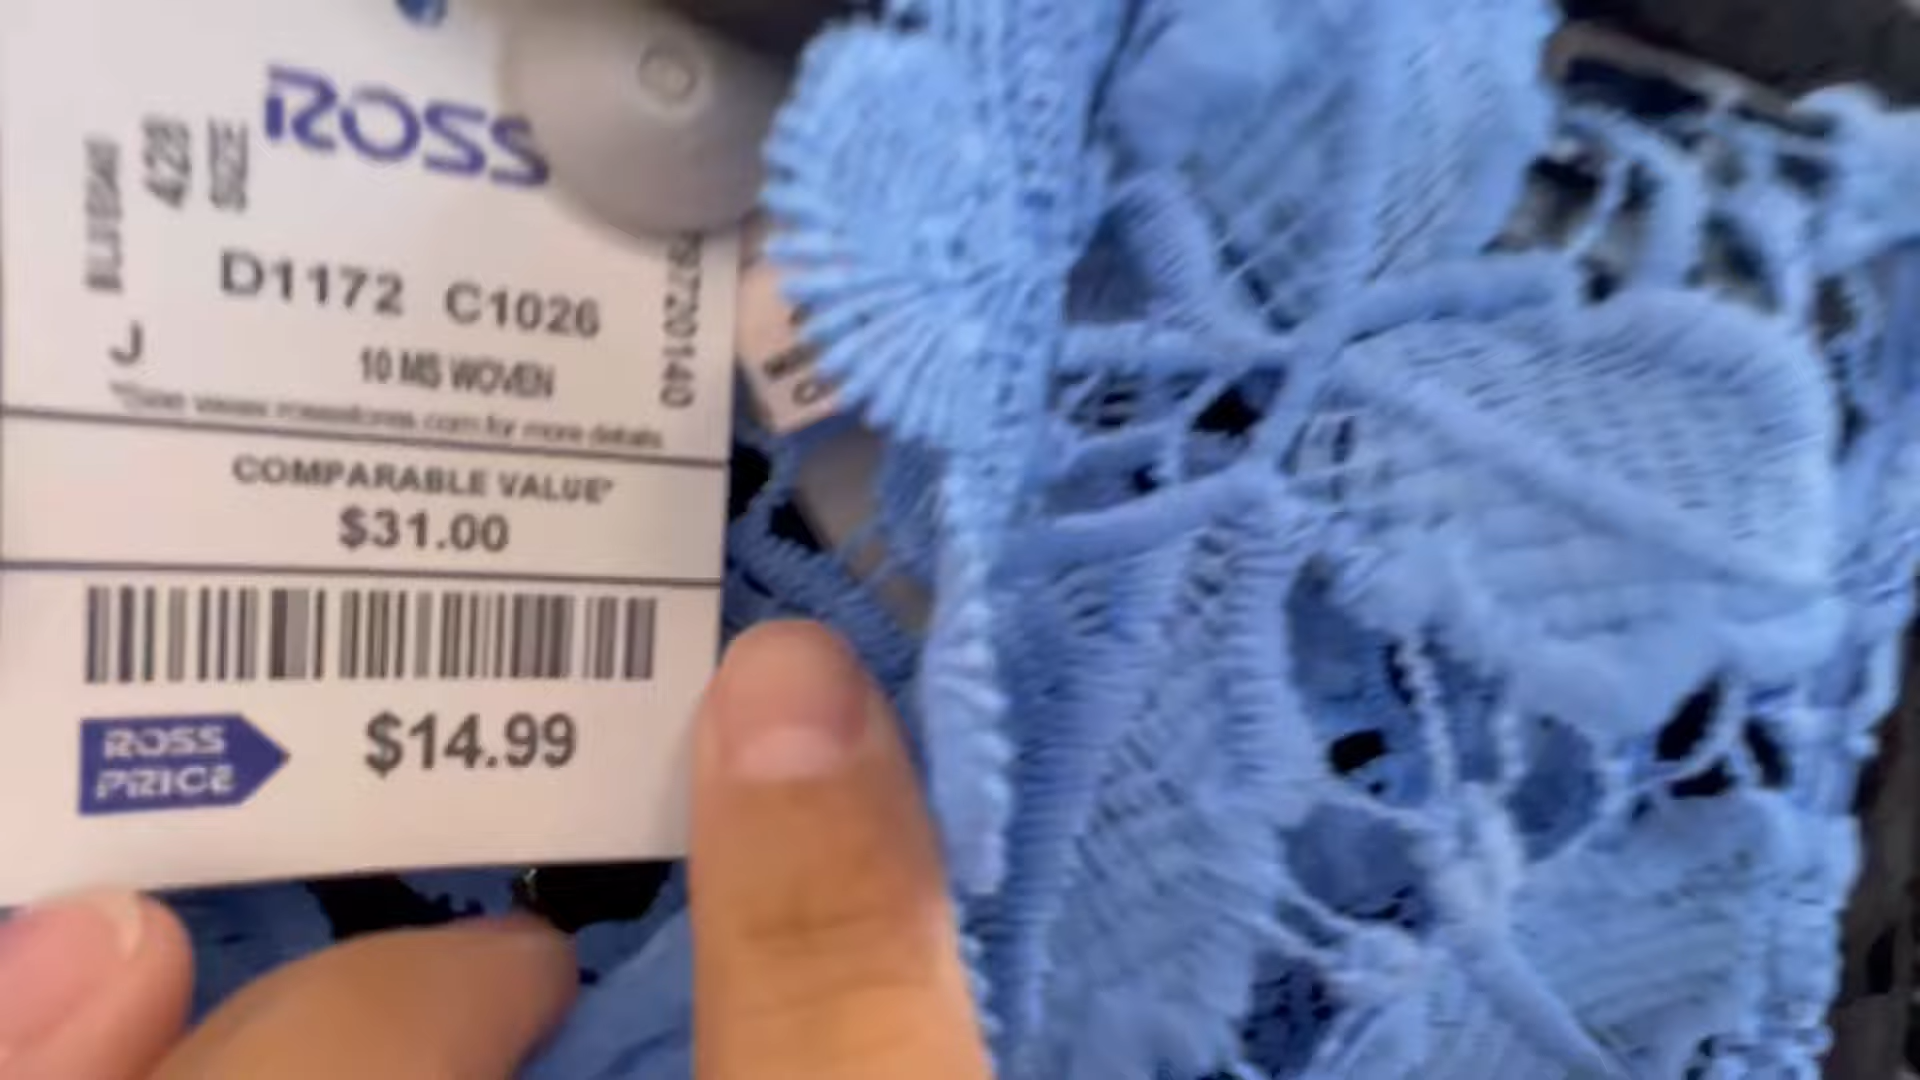 ROSS
428
SIZE
D1172 C1026
J
10 MS WOVEN
COMPARABLE VALUE*
$31.00
ROSS
PRICE
$14.99